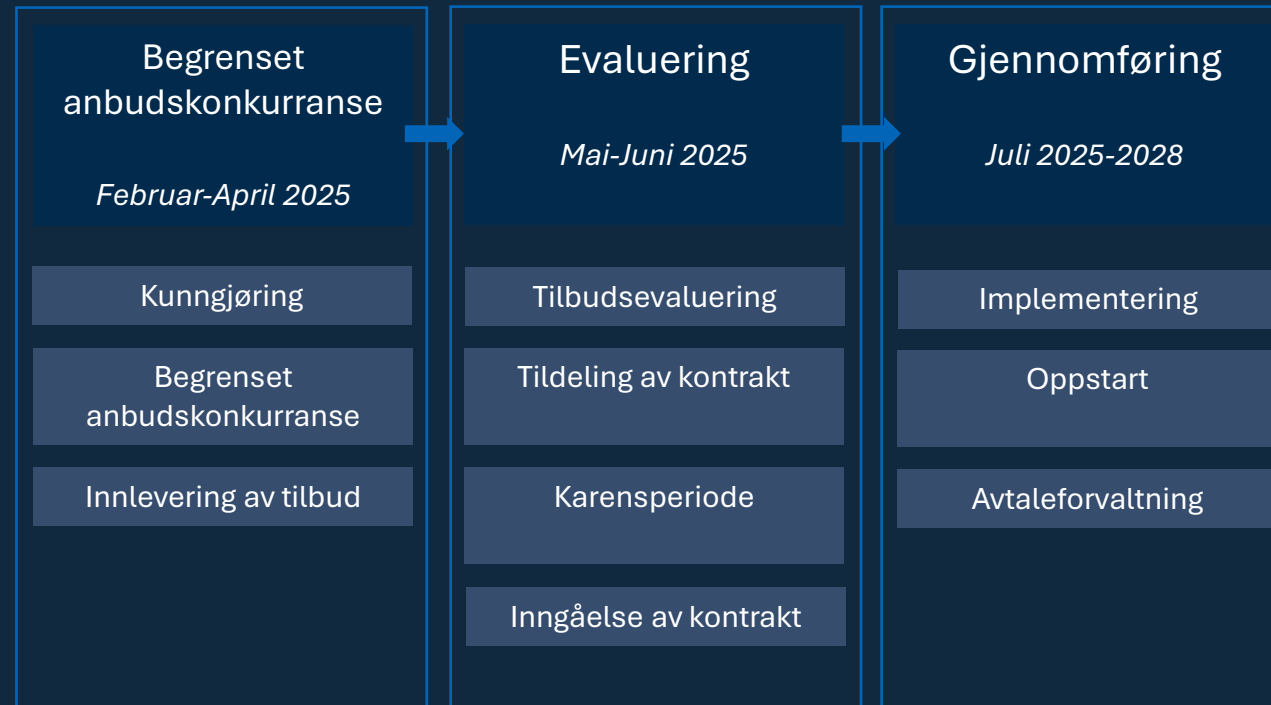 Begrenset
anbudskonkurranse
Februar-April 2025
Kunngjøring
Begrenset
anbudskonkurranse
Innlevering av tilbud
Evaluering
Mai-Juni 2025
Tilbudsevaluering
Tildeling av kontrakt
Karensperiode
Inngåelse av kontrakt
Gjennomføring
Juli 2025-2028
Implementering
Oppstart
Avtaleforvaltning